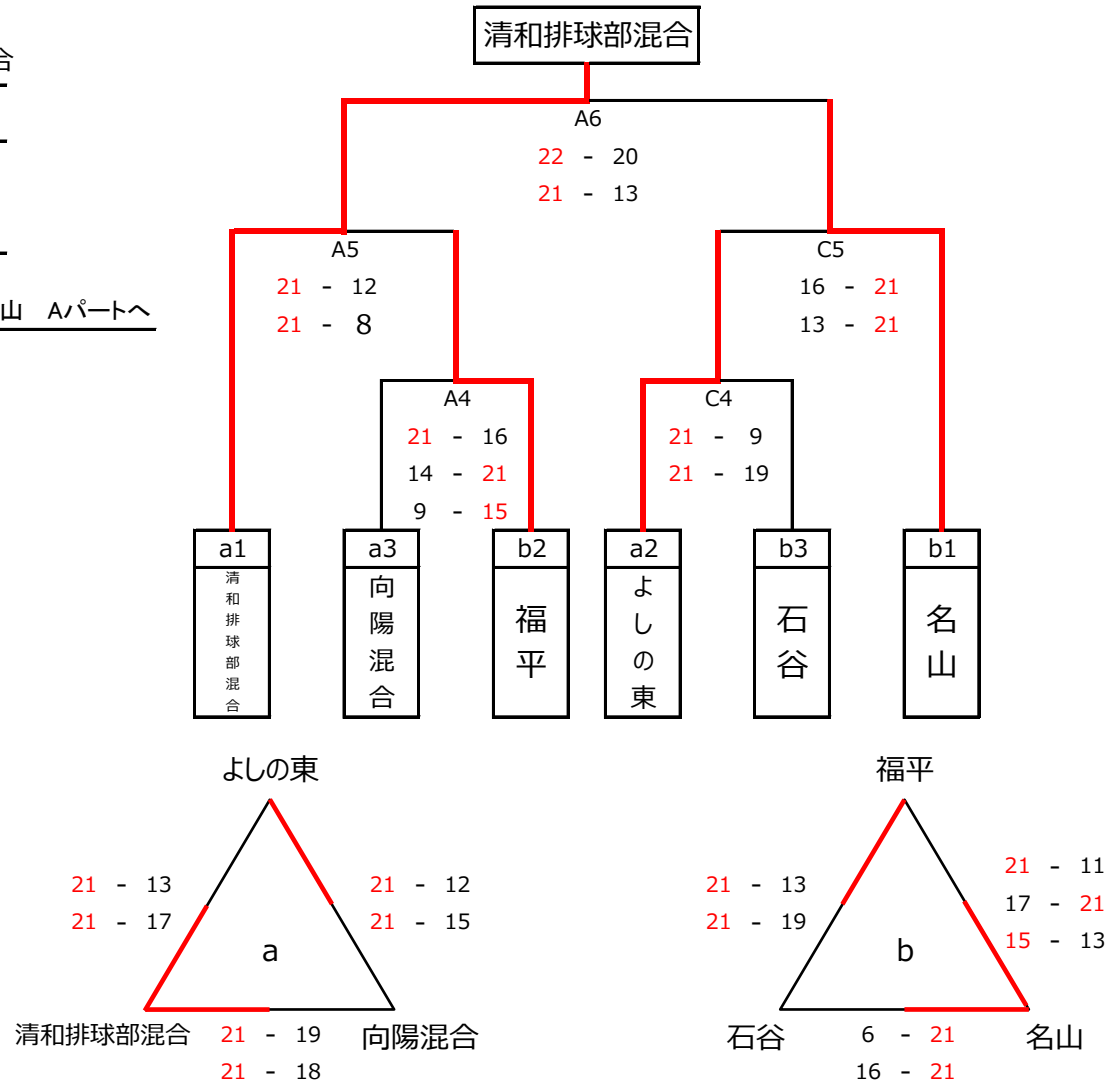 清和排球部混合
合
A6
22 - 20
21 - 13
A5
21 - 12
21 - 8
C5
16 - 21
13 - 21
山 Aパートへ
A4
21 - 16
14 - 21
9 - 15
C4
21 - 9
21 - 19
a1
清和排球部混合
a3
向陽混合
b2
福平
a2
よしの東
b3
石谷
b1
名山
よしの東
21 - 13
21 - 17
21 - 12
21 - 15
a
清和排球部混合
21 - 19
21 - 18
向陽混合
福平
21 - 13
21 - 19
21 - 11
17 - 21
15 - 13
b
石谷
6 - 21
16 - 21
名山